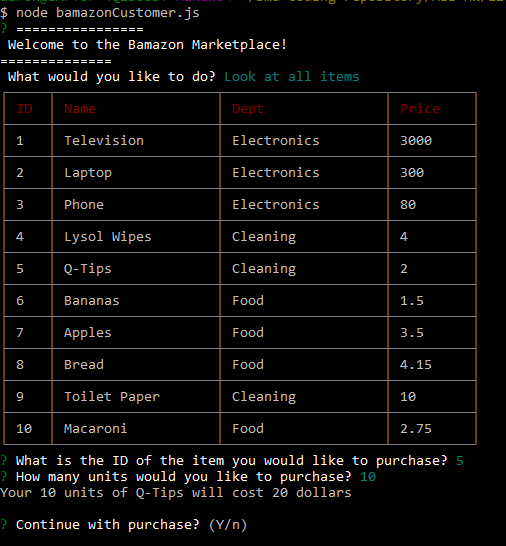 $ node bamazonCustomer.js
? ================
Welcome to the Bamazon Marketplace!
==============
What would you like to do? Look at all items
ID Name Dept Price
1 Television Electronics 3000
2 Laptop Electronics 300
3 Phone Electronics 80
4 Lysol Wipes Cleaning 4
5 Q-Tips Cleaning 2
6 Bananas Food 1.5
7 Apples Food 3.5
8 Bread Food 4.15
9 Toilet Paper Cleaning 10
10 Macaroni Food 2.75
? What is the ID of the item you would like to purchase? 5
? How many units would you like to purchase? 10
Your 10 units of Q-Tips will cost 20 dollars
? Continue with purchase? (Y/n)